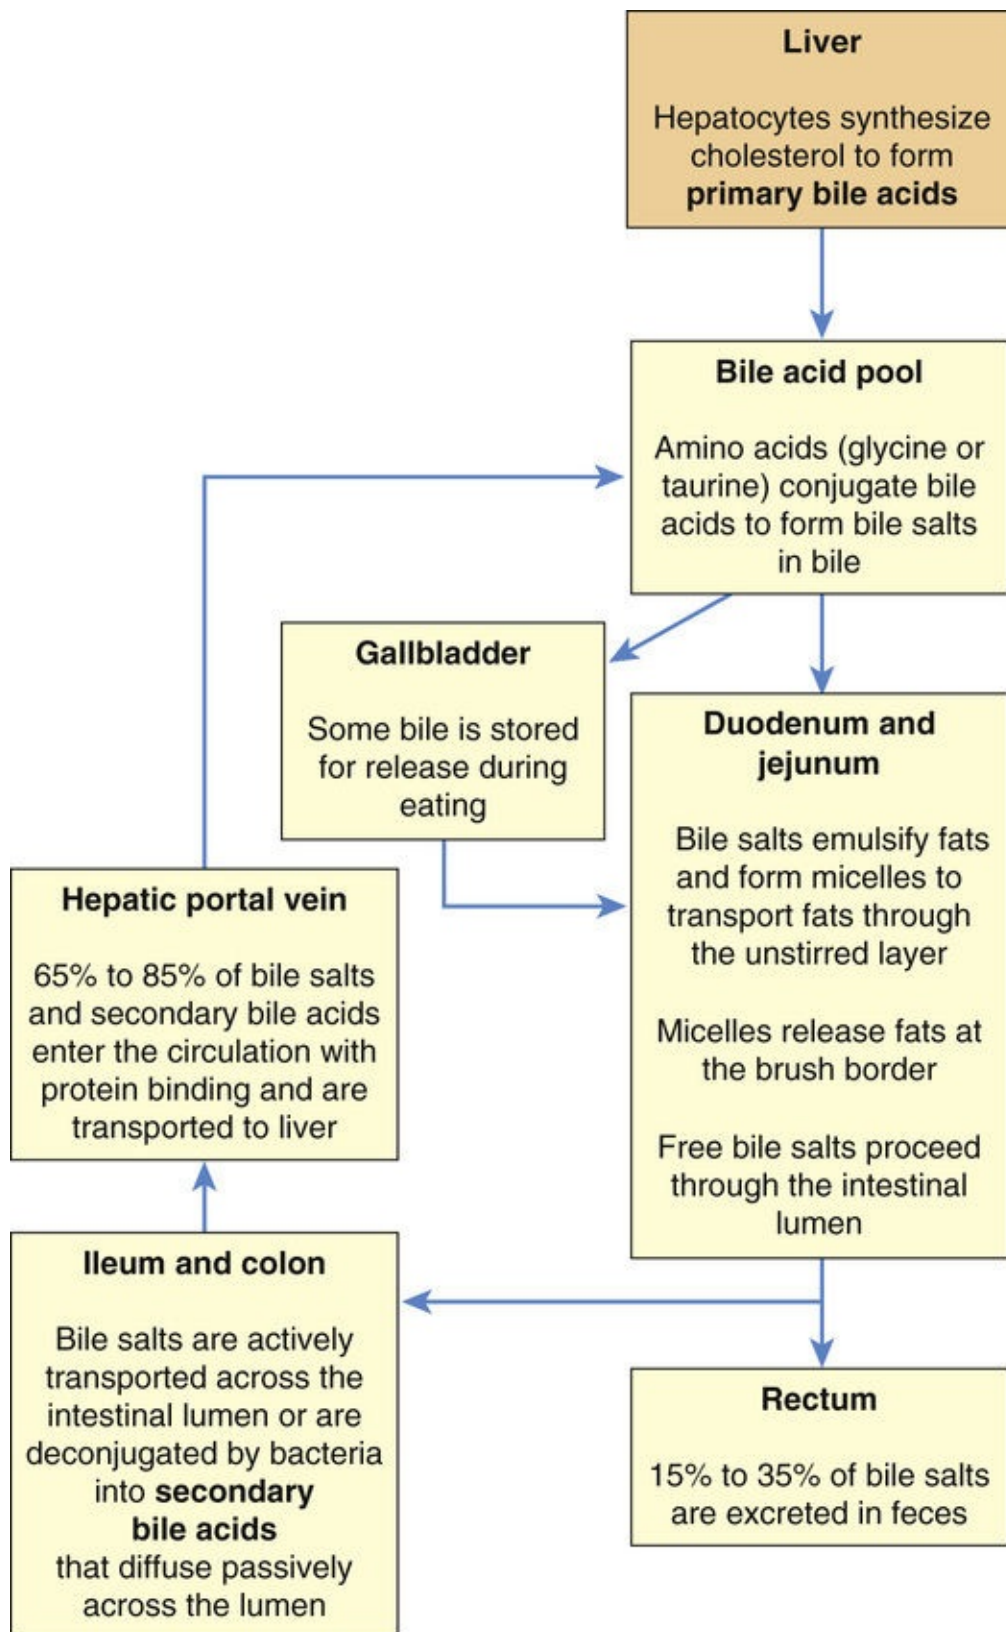 Liver
Hepatocytes synthesize
cholesterol to form
primary bile acids
Bile acid pool
Amino acids (glycine or
taurine) conjugate bile
acids to form bile salts
in bile
Gallbladder
Some bile is stored
for release during
eating
Duodenum and
jejunum
Bile salts emulsify fats
and form micelles to
transport fats through
the unstirred layer
Micelles release fats at
the brush border
Free bile salts proceed
through the intestinal
lumen
Hepatic portal vein
65% to 85% of bile salts
and secondary bile acids
enter the circulation with
protein binding and are
transported to liver
Ileum and colon
Bile salts are actively
transported across the
intestinal lumen or are
deconjugated by bacteria
into secondary
bile acids
that diffuse passively
across the lumen
Rectum
15% to 35% of bile salts
are excreted in feces